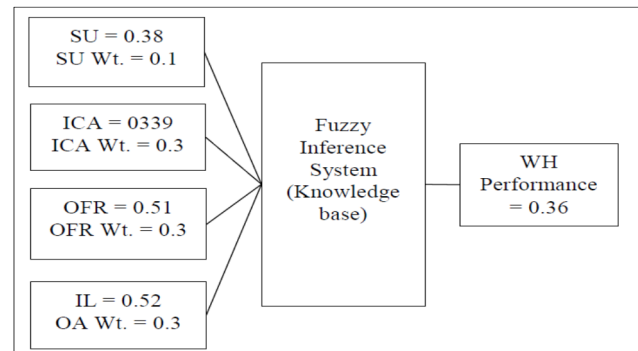 SU = 0.38
SU Wt. = 0.1
ICA = 0339
ICA Wt. = 0.3
OFR = 0.51
OFR Wt. = 0.3
IL = 0.52
OA Wt. = 0.3
Fuzzy
Inference
System
(Knowledge
base)
WH
Performance
= 0.36